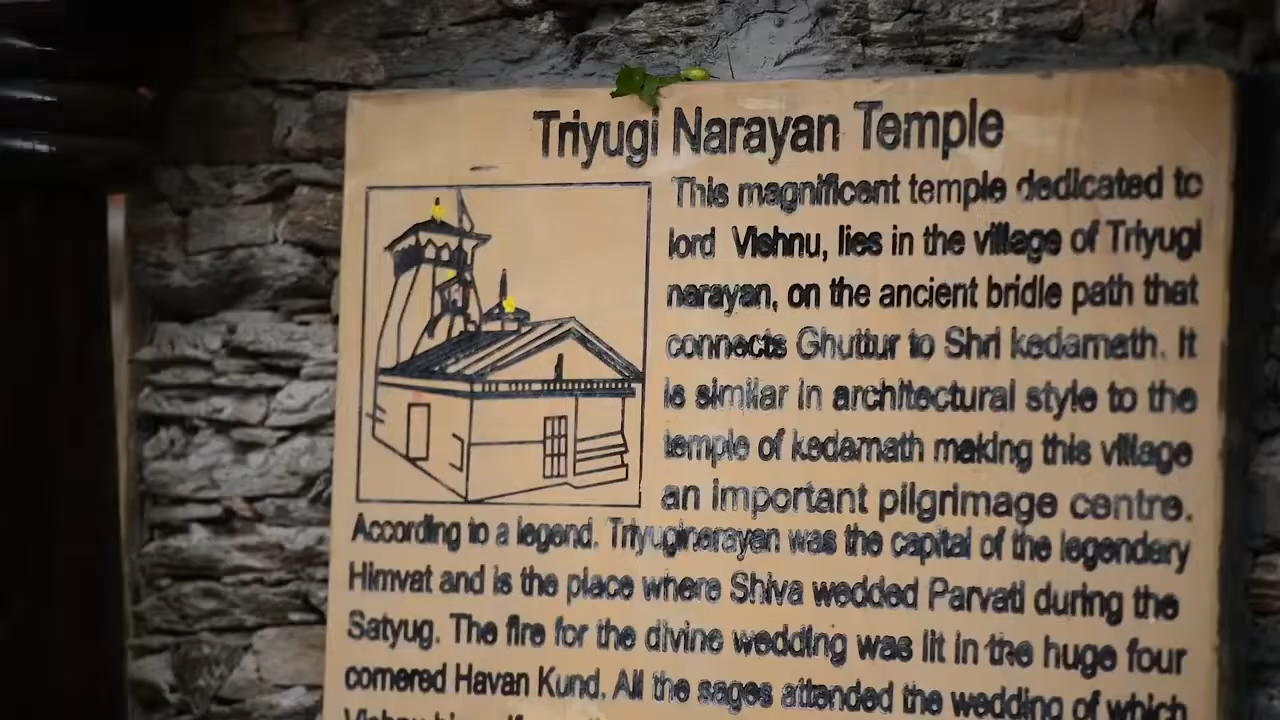 Triyugi Narayan Temple
This magnificent temple dedicated to
lord Vishnu, lies in the village of Triyugi
narayan, on the ancient bridle path that
connects Ghuttur to Shri kedarnath. It
is similar in architectural style to the
temple of kedarnath making this village
an important pilgrimage centre.
According to a legend. Triyuginarayan was the capital of the legendary
Himvat and is the place where Shiva wedded Parvati during the
Satyug. The fire for the divine wedding was lit in the huge four
cornered Havan Kund. All the sages attended the wedding of which